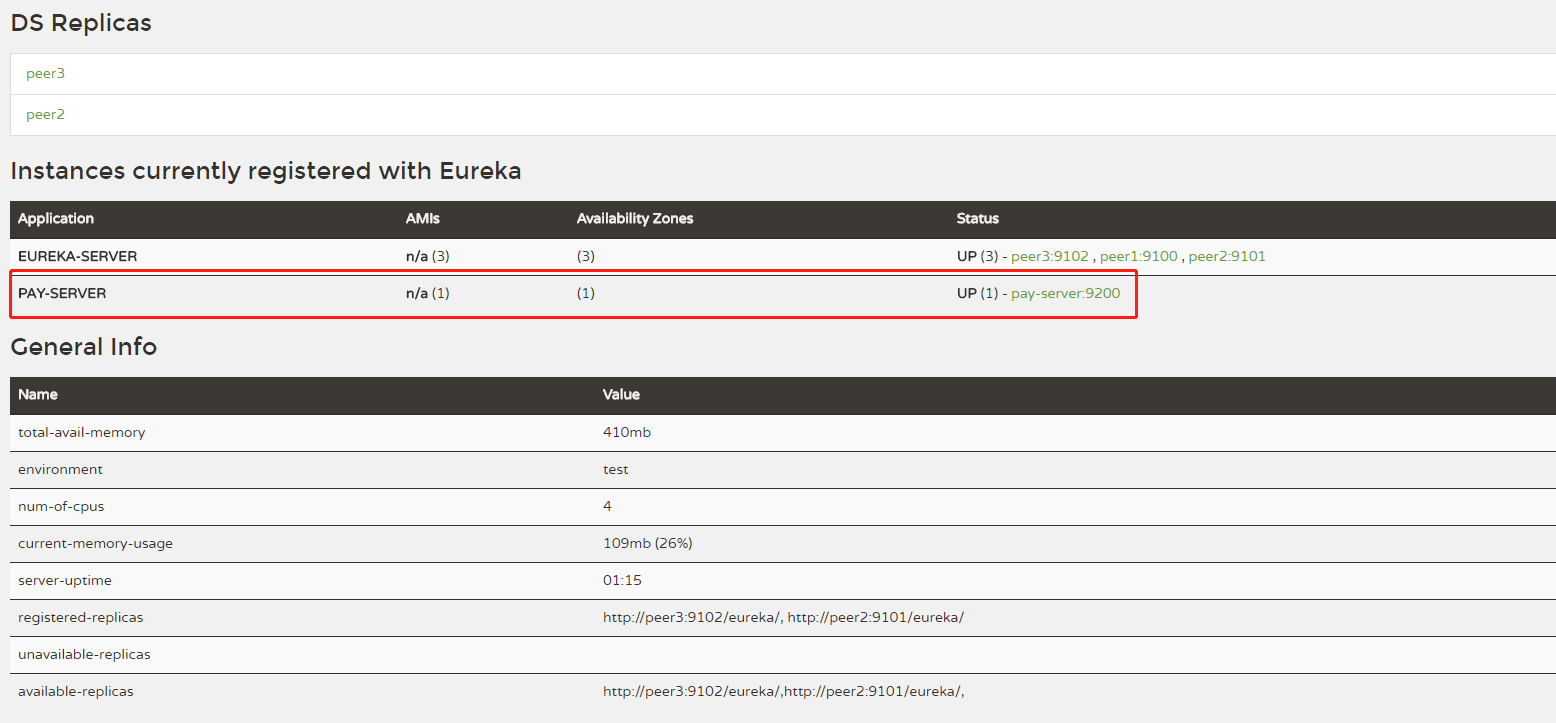 DS Replicas
peer3
peer2
Instances currently registered with Eureka
Application AMIs Availability Zones Status
EUREKA-SERVER n/a (3) (3) UP (3) - peer3:9102 , peer1:9100 , peer2:9101
PAY-SERVER n/a (1) (1) UP (1) - pay-server:9200
General Info
Name Value
total-avail-memory 410mb
environment test
num-of-cpus 4
current-memory-usage 109mb (26%)
server-uptime 01:15
registered-replicas http://peer3:9102/eureka/, http://peer2:9101/eureka/
unavailable-replicas
available-replicas http://peer3:9102/eureka/,http://peer2:9101/eureka/,